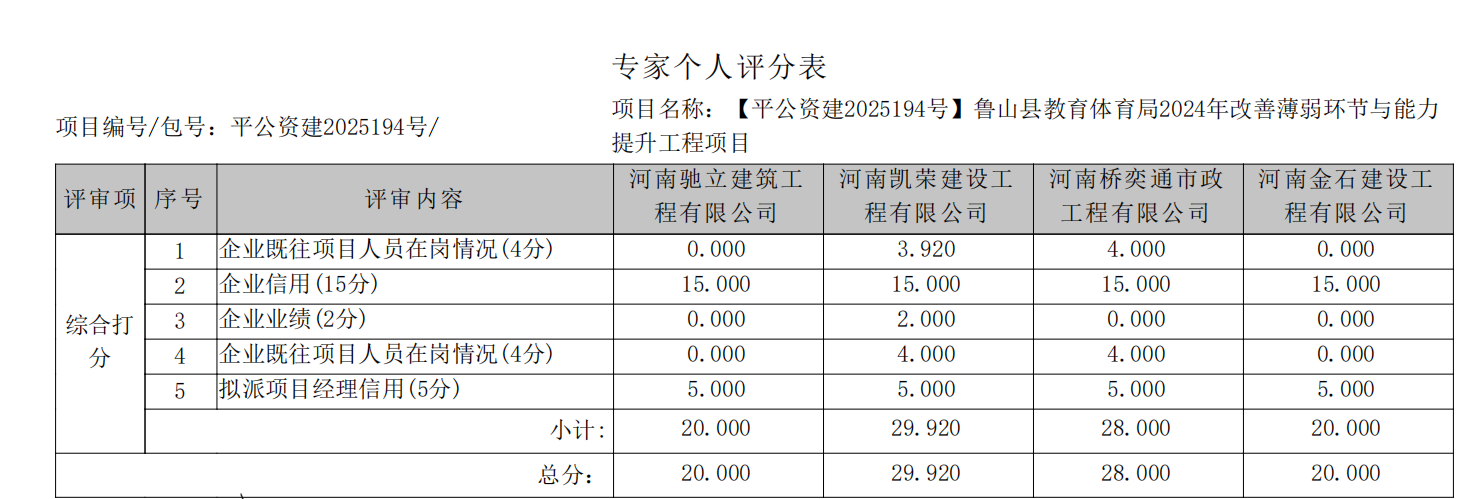 专家个人评分表
项目编号/包号：平公资建2025194号/
项目名称：【平公资建2025194号】鲁山县教育体育局2024年改善薄弱环节与能力
提升工程项目
评审项 序号 评审内容 河南驰立建筑工程有限公司 河南凯荣建设工程有限公司 河南桥奕通市政工程有限公司 河南金石建设工程有限公司
综合打分
1 企业既往项目人员在岗情况(4分) 0.000 3.920 4.000 0.000
2 企业信用(15分) 15.000 15.000 15.000 15.000
3 企业业绩(2分) 0.000 2.000 0.000 0.000
4 企业既往项目人员在岗情况(4分) 0.000 4.000 4.000 0.000
5 拟派项目经理信用(5分) 5.000 5.000 5.000 5.000
小计: 20.000 29.920 28.000 20.000
总分： 20.000 29.920 28.000 20.000